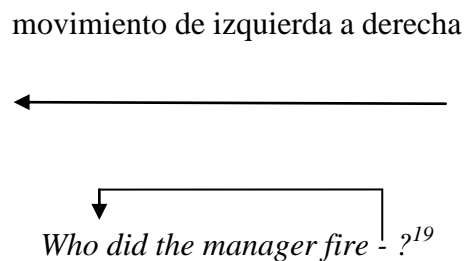 movimiento de izquierda a derecha
Who did the manager fire - ?19